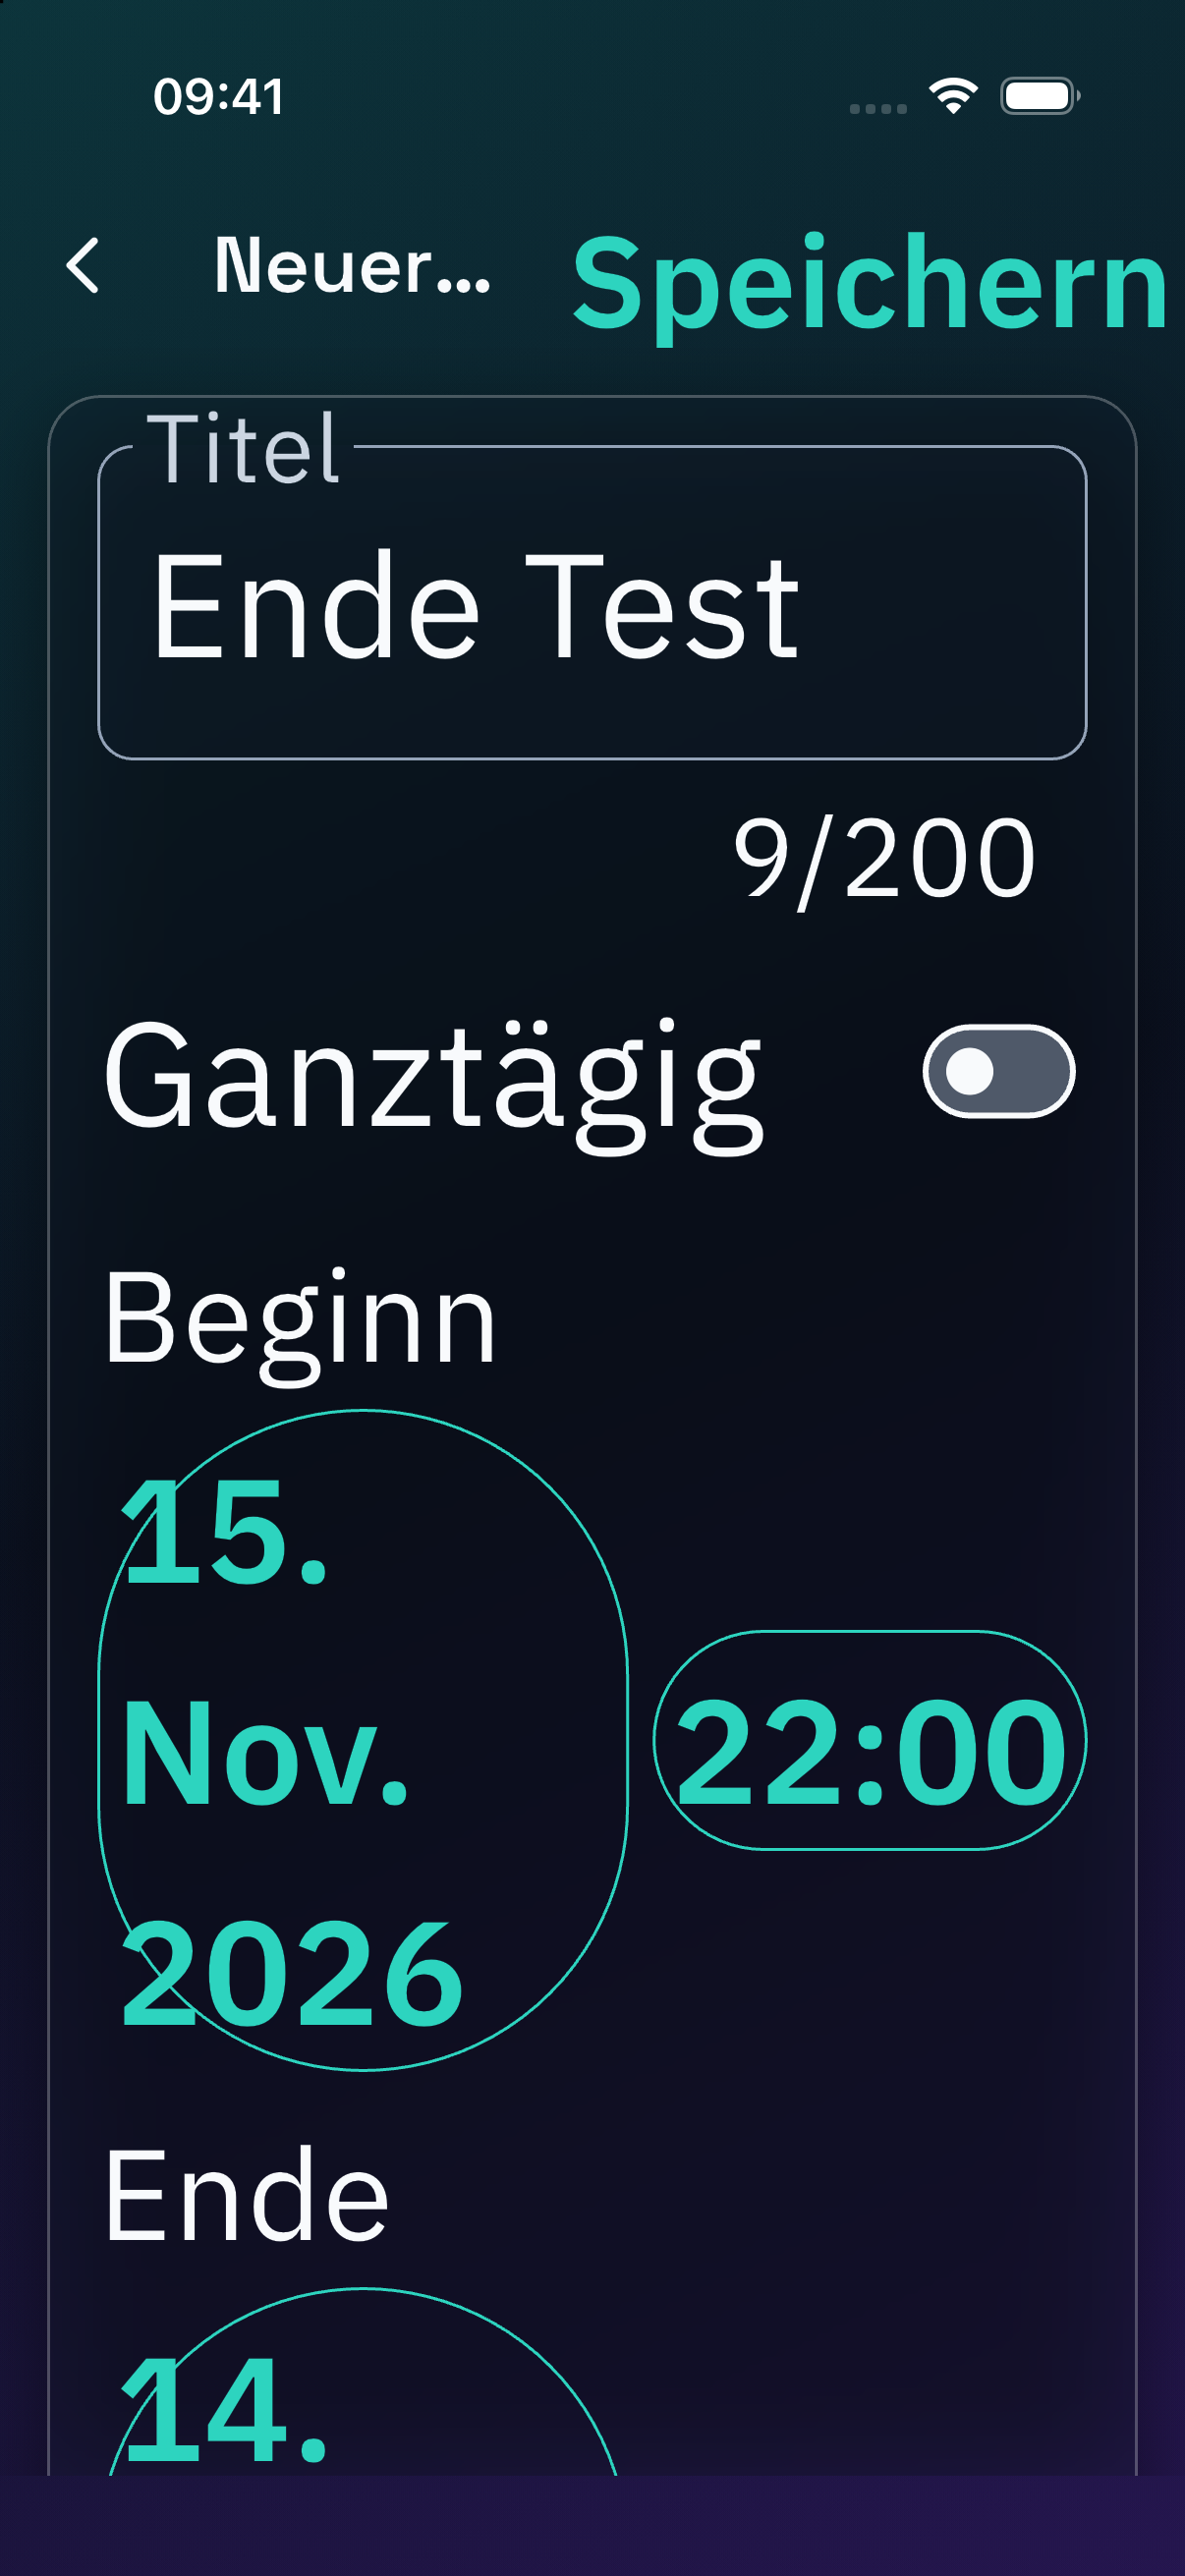 09:41
Neuer...
Speichern
Titel
Ende Test
9/200
Ganztägig
Beginn
15.
Nov.
2026
22:00
Ende
14.